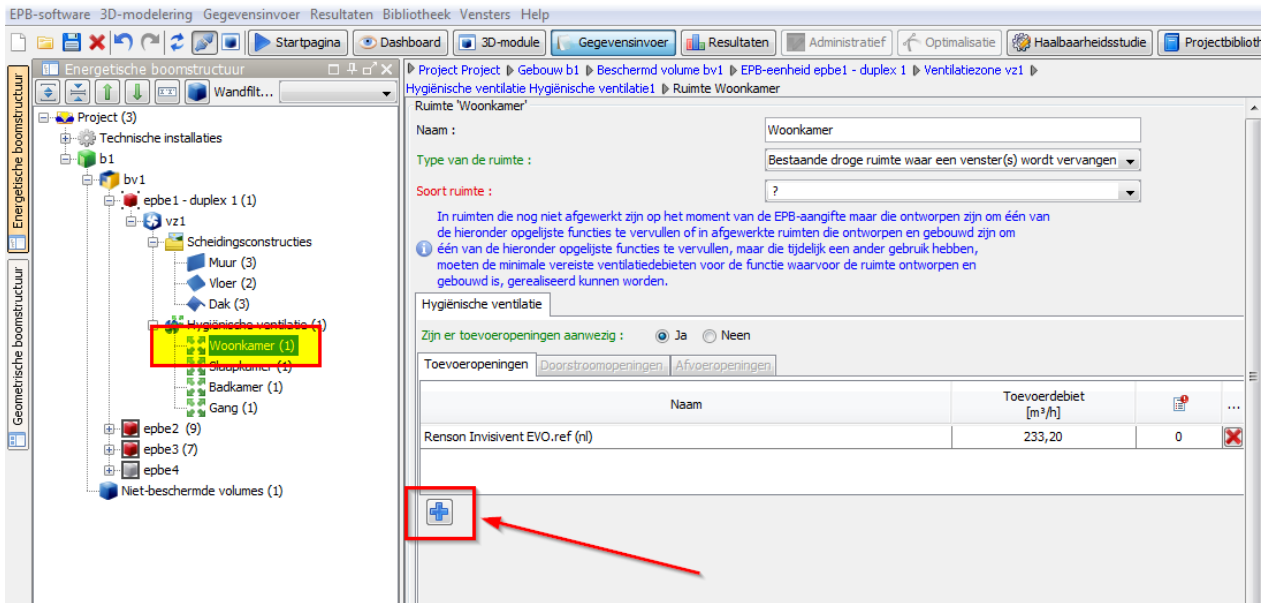 EPB-software 3D-modelering Gegevensinvoer Resultaten Bibliotheek Vensters Help
Startpagina Dashboard 3D-module Gegevensinvoer Resultaten Administratief Optimalisatie Haalbaarheidsstudie Projectbiblioth
Energetische boomstructuur
Geometrische boomstructuur
Energetische boomstructuur
Wandfilt...
Project (3)
Technische installaties
b1
bv1
epbe1 - duplex 1 (1)
vz1
Scheidingsconstructies
Muur (3)
Vloer (2)
Dak (3)
Hygiënische ventilatie (1)
Woonkamer (1)
Slaapkamer (1)
Badkamer (1)
Gang (1)
epbe2 (9)
epbe3 (7)
epbe4
Niet-beschermde volumes (1)
Project Project Gebouw b1 Beschermd volume bv1 EPB-eenheid epbe1 - duplex 1 Ventilatiezone vz1
Hygiënische ventilatie Hygiënische ventilatie1 Ruimte Woonkamer
Ruimte 'Woonkamer'
Naam : Woonkamer
Type van de ruimte : Bestaande droge ruimte waar een venster(s) wordt vervangen
Soort ruimte : ?
In ruimten die nog niet afgewerkt zijn op het moment van de EPB-aangifte maar die ontworpen zijn om één van
de hieronder opgelijste functies te vervullen of in afgewerkte ruimten die ontworpen en gebouwd zijn om
één van de hieronder opgelijste functies te vervullen, maar die tijdelijk een ander gebruik hebben,
moeten de minimale vereiste ventilatiedebieten voor de functie waarvoor de ruimte ontworpen en
gebouwd is, gerealiseerd kunnen worden.
Hygiënische ventilatie
Zijn er toevoeropeningen aanwezig : Ja Neen
Toevoeropeningen Doorstroomopeningen Afvoeropeningen
Naam Toevoerdebiet [m³/h] ...
Renson Invisivent EVO.ref (nl) 233,20 0